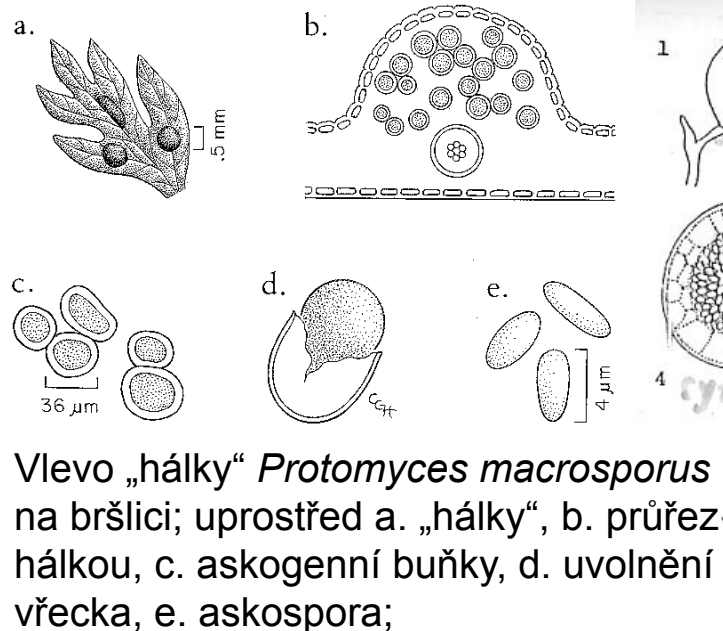 a.
b.
1
.5 mm
c.
d.
e.
36 µm
CGH
4 µm
4
Vlevo „hálky“ Protomyces macrosporus
na bršlici; uprostřed a. „hálky“, b. průřez
hálkou, c. askogenní buňky, d. uvolnění
vřecka, e. askospora;